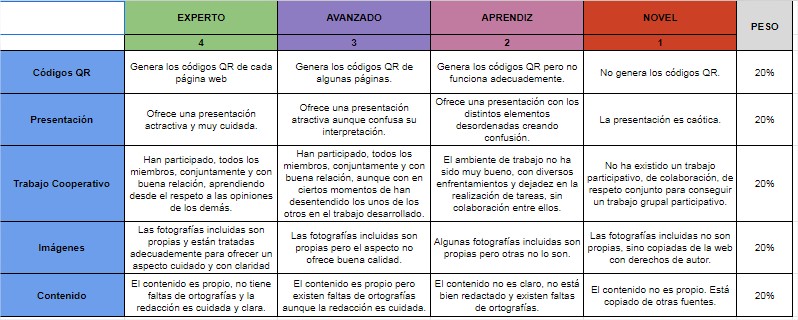 EXPERTO AVANZADO APRENDIZ NOVEL PESO
4 3 2 1
Códigos QR
Genera los códigos QR de cada
página web
Genera los códigos QR de
algunas páginas.
Genera los códigos QR pero no
funciona adecuademente.
No genera los códigos QR.
20%
Presentación
Ofrece una presentación
atractiva y muy cuidada.
Ofrece una presentación
atractiva aunque confusa su
interpretación.
Ofrece una presentación con los
distintos elementos
desordenadas creando
confusión.
La presentación es caótica.
20%
Trabajo Cooperativo
Han participado, todos los
miembros, conjuntamente y con
buena relación, aprendiendo
desde el respeto a las opiniones
de los demás.
Han participado, todos los
miembros, conjuntamente y con
buena relación, aunque con en
ciertos momentos de han
desentendido los unos de los
otros en el trabajo desarrollado.
El ambiente de trabajo no ha
sido muy bueno, con diversos
enfrentamientos y dejadez en la
realización de tareas, sin
colaboración entre ellos.
No ha existido un trabajo
participativo, de colaboración, de
respeto conjunto para conseguir
un trabajo grupal participativo.
20%
Imágenes
Las fotografías incluidas son
propias y están tratadas
adecuadamente para ofrecer un
aspecto cuidado y con claridad
Las fotografías incluidas son
propias pero el aspecto no
ofrece buena calidad.
Algunas fotografías incluidas son
propias pero otras no lo son.
Las fotografías incluidas no son
propias, sino copiadas de la web
con derechos de autor.
20%
Contenido
El contenido es propio, no tiene
faltas de ortografías y la
redacción es cuidada y clara.
El contenido es propio pero
existen faltas de ortografías
aunque la redacción es cuidada.
El contenido no es claro, no está
bien redactado y existen faltas
de ortografías.
El contenido no es propio. Está
copiado de otras fuentes.
20%